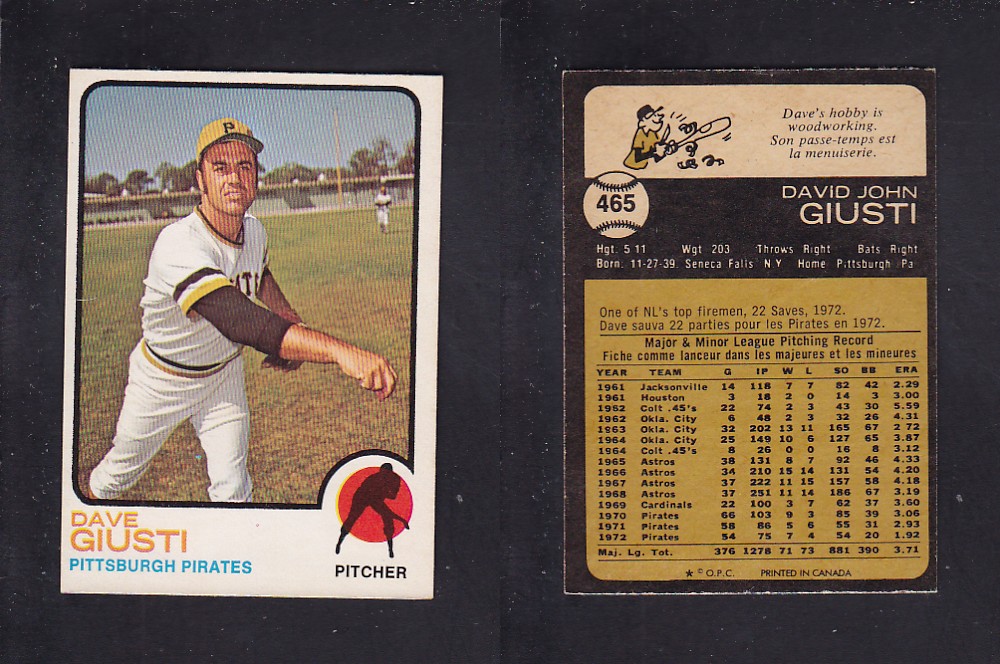 P
DAVE
GIUSTI
PITTSBURGH PIRATES
PITCHER
Dave's hobby is
woodworking.
Son passe-temps est
la menuiserie.
465
DAVID JOHN
GIUSTI
Hgt. 5 11 Wgt 203 Throws Right Bats Right
Born. 11-27-39. Seneca Falls N Y Home Pittsburgh Pa
One of NL's top firemen, 22 Saves, 1972.
Dave sauva 22 parties pour les Pirates en 1972.
Major & Minor League Pitching Record
Fiche comme lanceur dans les majeures et les mineures
YEAR TEAM G IP W L SO BB ERA
1961 Jacksonville 14 118 7 7 82 42 2.29
1961 Houston 3 18 2 0 14 3 3.00
1962 Colt .45's 22 74 2 3 43 30 5.59
1962 Okla. City 6 48 2 3 32 26 4.31
1963 Okla. City 32 202 13 11 165 67 2.72
1964 Okla. City 25 149 10 6 127 65 3.87
1964 Colt .45's 8 26 0 0 16 8 3.12
1965 Astros 38 131 8 7 92 46 4.33
1966 Astros 34 210 15 14 131 54 4.20
1967 Astros 37 222 11 15 157 58 4.18
1968 Astros 37 251 11 14 186 67 3.19
1969 Cardinals 22 100 3 7 62 37 3.60
1970 Pirates 66 103 9 3 85 39 3.06
1971 Pirates 58 86 5 6 55 31 2.93
1972 Pirates 54 75 7 4 54 20 1.92
Maj. Lg. Tot. 376 1278 71 73 881 390 3.71
★ © O.P.C. PRINTED IN CANADA